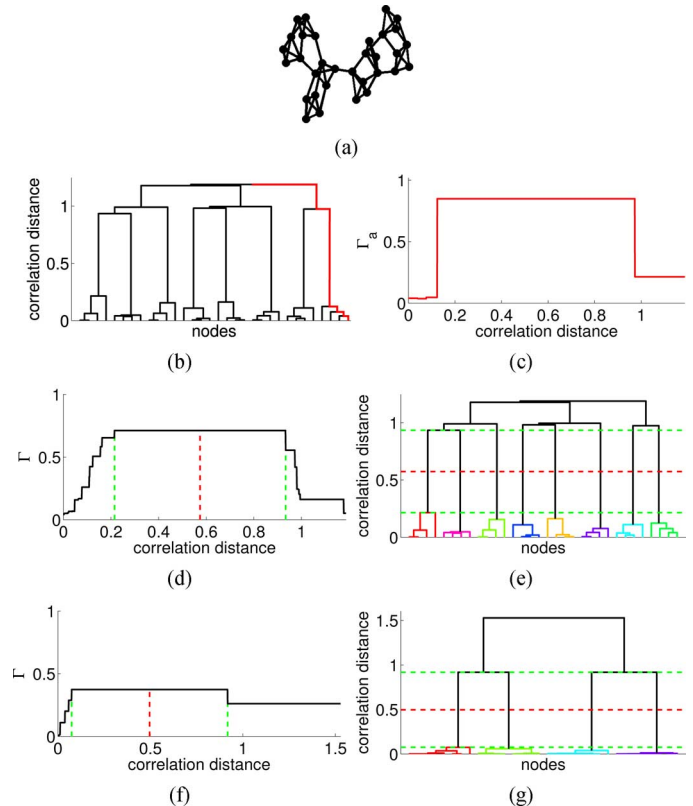 (a)
correlation distance
1
0.5
0
nodes
(b)
Γa
1
0.5
0
0 0.2 0.4 0.6 0.8 1
correlation distance
(c)
Γ
1
0.5
0
0 0.2 0.4 0.6 0.8 1
correlation distance
(d)
correlation distance
1
0.5
0
nodes
(e)
Γ
1
0.5
0
0 0.5 1 1.5
correlation distance
(f)
correlation distance
1.5
1
0.5
0
nodes
(g)